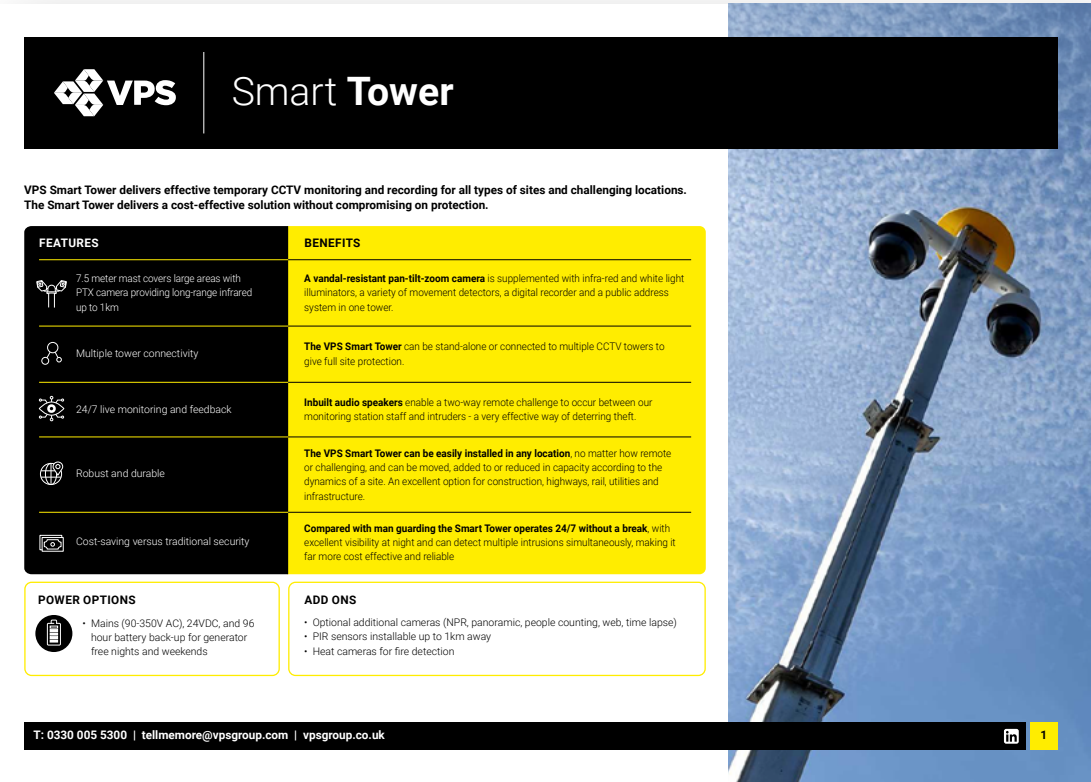 VPS
Smart Tower
VPS Smart Tower delivers effective temporary CCTV monitoring and recording for all types of sites and challenging locations.
The Smart Tower delivers a cost-effective solution without compromising on protection.
FEATURES
BENEFITS
7.5 meter mast covers large areas with
PTX camera providing long-range infrared
up to 1km
A vandal-resistant pan-tilt-zoom camera is supplemented with infra-red and white light
illuminators, a variety of movement detectors, a digital recorder and a public address
system in one tower.
Multiple tower connectivity
The VPS Smart Tower can be stand-alone or connected to multiple CCTV towers to
give full site protection.
24/7 live monitoring and feedback
Inbuilt audio speakers enable a two-way remote challenge to occur between our
monitoring station staff and intruders - a very effective way of deterring theft.
Robust and durable
The VPS Smart Tower can be easily installed in any location, no matter how remote
or challenging, and can be moved, added to or reduced in capacity according to the
dynamics of a site. An excellent option for construction, highways, rail, utilities and
infrastructure.
Cost-saving versus traditional security
Compared with man guarding the Smart Tower operates 24/7 without a break, with
excellent visibility at night and can detect multiple intrusions simultaneously, making it
far more cost effective and reliable
POWER OPTIONS
• Mains (90-350V AC), 24VDC, and 96
hour battery back-up for generator
free nights and weekends
ADD ONS
• Optional additional cameras (NPR, panoramic, people counting, web, time lapse)
• PIR sensors installable up to 1km away
• Heat cameras for fire detection
T: 0330 005 5300 | tellmemore@vpsgroup.com | vpsgroup.co.uk
in
1